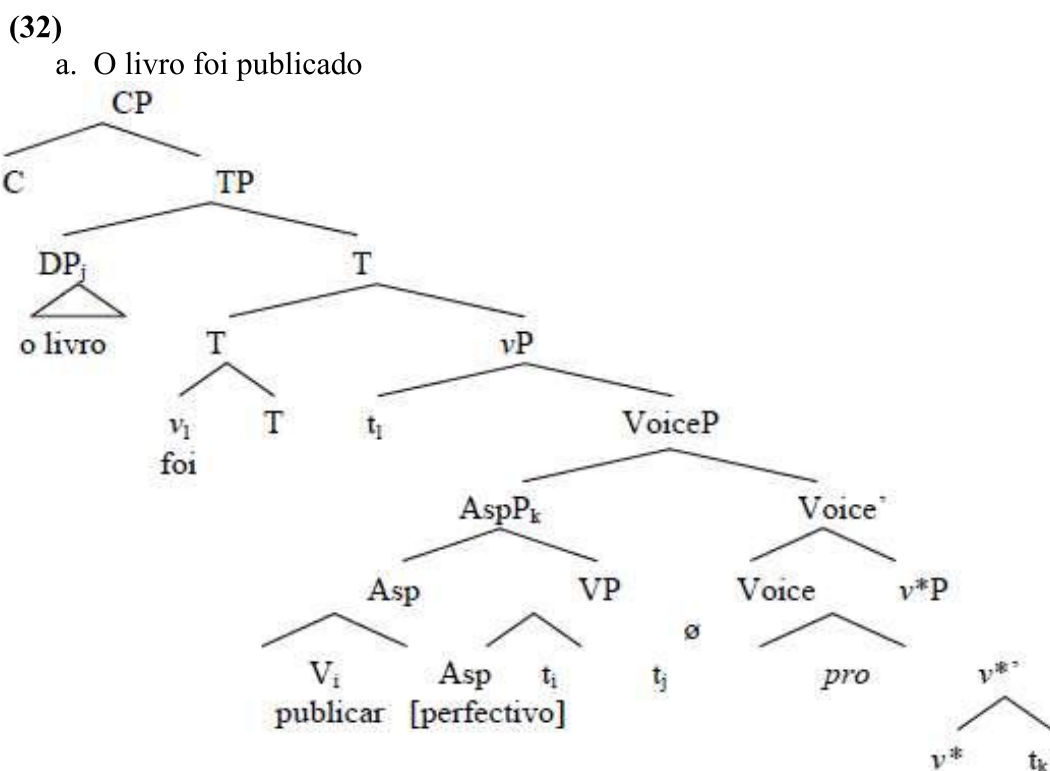 (32)
a. O livro foi publicado
CP
C TP
DPj T
o livro T vP
v1 T t1 VoiceP
foi
AspPk Voice’
Asp VP Voice v*P
ø
Vi Asp ti tj pro v*’
publicar [perfectivo]
v* tk